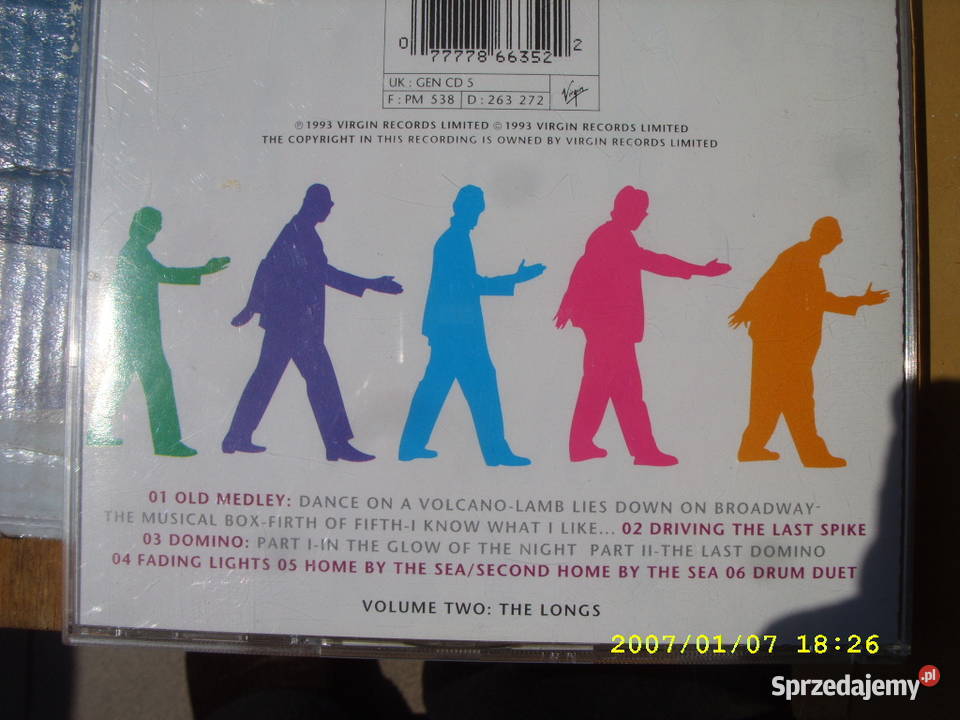 0 77778 66352 2
UK : GEN CD 5
F : PM 538 D : 263 272 Virgin
℗ 1993 VIRGIN RECORDS LIMITED © 1993 VIRGIN RECORDS LIMITED
THE COPYRIGHT IN THIS RECORDING IS OWNED BY VIRGIN RECORDS LIMITED
01 OLD MEDLEY: DANCE ON A VOLCANO-LAMB LIES DOWN ON BROADWAY-
THE MUSICAL BOX-FIRTH OF FIFTH-I KNOW WHAT I LIKE... 02 DRIVING THE LAST SPIKE
03 DOMINO: PART I-IN THE GLOW OF THE NIGHT PART II-THE LAST DOMINO
04 FADING LIGHTS 05 HOME BY THE SEA/SECOND HOME BY THE SEA 06 DRUM DUET
VOLUME TWO: THE LONGS
2007/01/07 18:26
Sprzedajemy.pl